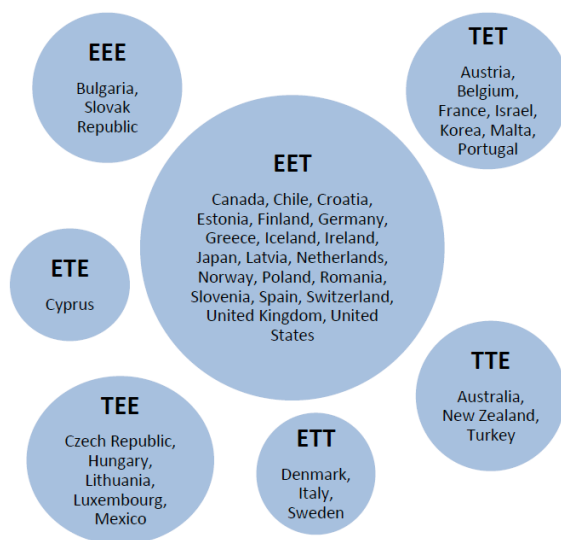 EEE
Bulgaria,
Slovak
Republic
TET
Austria,
Belgium,
France, Israel,
Korea, Malta,
Portugal
EET
Canada, Chile, Croatia,
Estonia, Finland, Germany,
Greece, Iceland, Ireland,
Japan, Latvia, Netherlands,
Norway, Poland, Romania,
Slovenia, Spain, Switzerland,
United Kingdom, United
States
ETE
Cyprus
TTE
Australia,
New Zealand,
Turkey
TEE
Czech Republic,
Hungary,
Lithuania,
Luxembourg,
Mexico
ETT
Denmark,
Italy,
Sweden